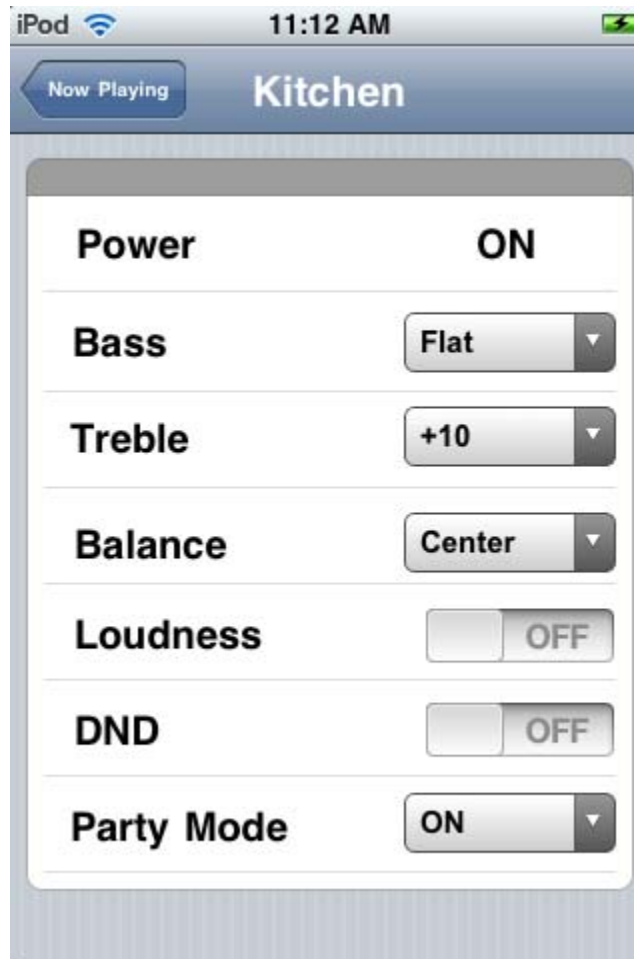 iPod 11:12 AM
Now Playing Kitchen
Power ON
Bass Flat
Treble +10
Balance Center
Loudness OFF
DND OFF
Party Mode ON